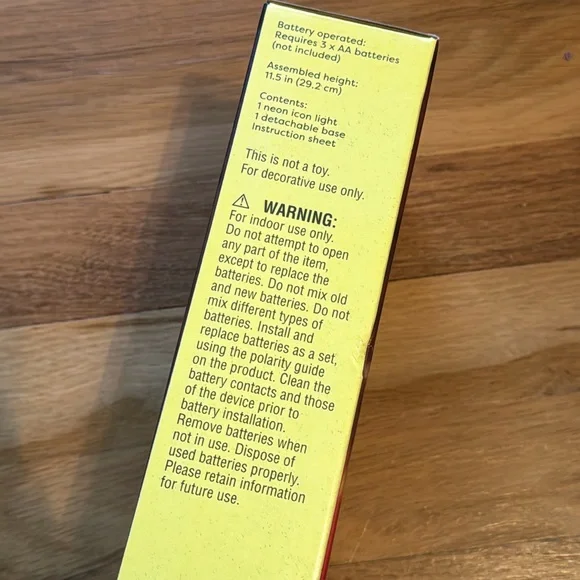 Battery operated:
Requires 3 x AA batteries
(not included)
Assembled height:
11.5 in (29.2 cm)
Contents:
1 neon icon light
1 detachable base
Instruction sheet
This is not a toy.
For decorative use only.
⚠ WARNING:
For indoor use only.
Do not attempt to open
any part of the item,
except to replace the
batteries. Do not mix old
and new batteries. Do not
mix different types of
batteries. Install and
replace batteries as a set,
using the polarity guide
on the product. Clean the
battery contacts and those
of the device prior to
battery installation.
Remove batteries when
not in use. Dispose of
used batteries properly.
Please retain information
for future use.